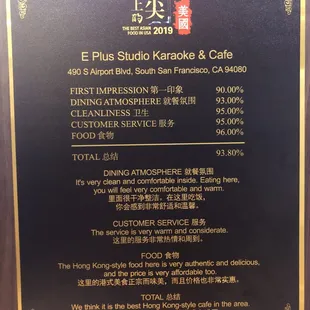 上 尖
的 美國
THE BEST ASIAN
FOOD IN USA 2019
E Plus Studio Karaoke & Cafe
490 S Airport Blvd, South San Francisco, CA 94080
FIRST IMPRESSION 第一印象 90.00%
DINING ATMOSPHERE 就餐氛围 93.00%
CLEANLINESS 卫生 95.00%
CUSTOMER SERVICE 服务 95.00%
FOOD 食物 96.00%
TOTAL 总结 93.80%
DINING ATMOSPHERE 就餐氛围
It's very clean and comfortable inside. Eating here,
you will feel very comfortable and warm.
里面很干净整洁。在这里吃饭,
你会感到非常舒适和温馨。
CUSTOMER SERVICE 服务
The service is very warm and considerate.
这里的服务非常热情和周到。
FOOD 食物
The Hong Kong-style food here is very authentic and delicious,
and the price is very affordable too.
这里的港式美食正宗而味美，而且价格也非常实惠。
TOTAL 总结
We think it is the best Hong Kong-style cafe in the area.